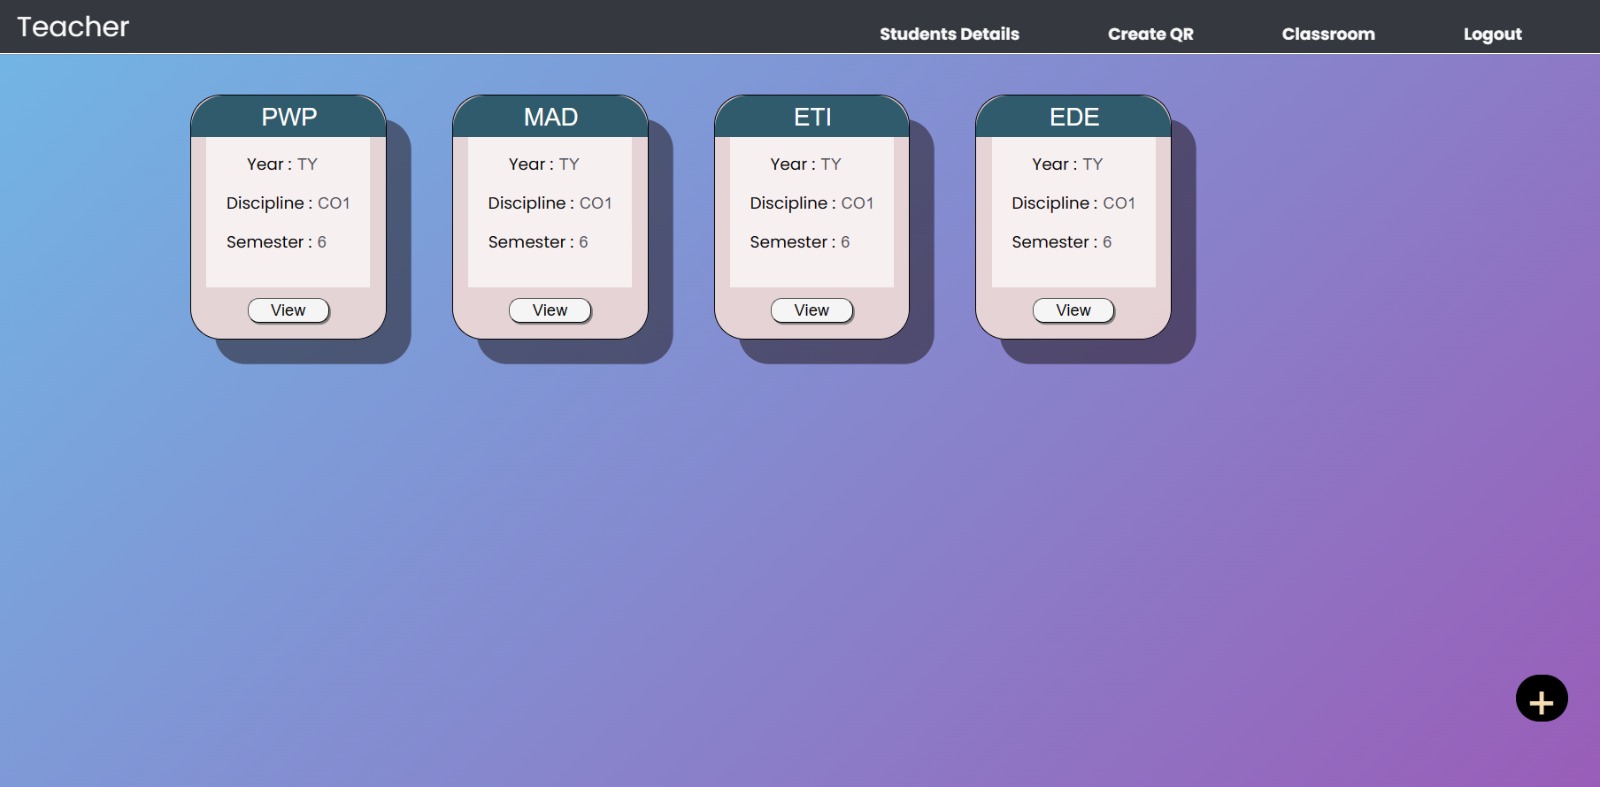 Teacher
Students Details
Create QR
Classroom
Logout
PWP
Year : TY
Discipline : CO1
Semester : 6
View
MAD
Year : TY
Discipline : CO1
Semester : 6
View
ETI
Year : TY
Discipline : CO1
Semester : 6
View
EDE
Year : TY
Discipline : CO1
Semester : 6
View
+